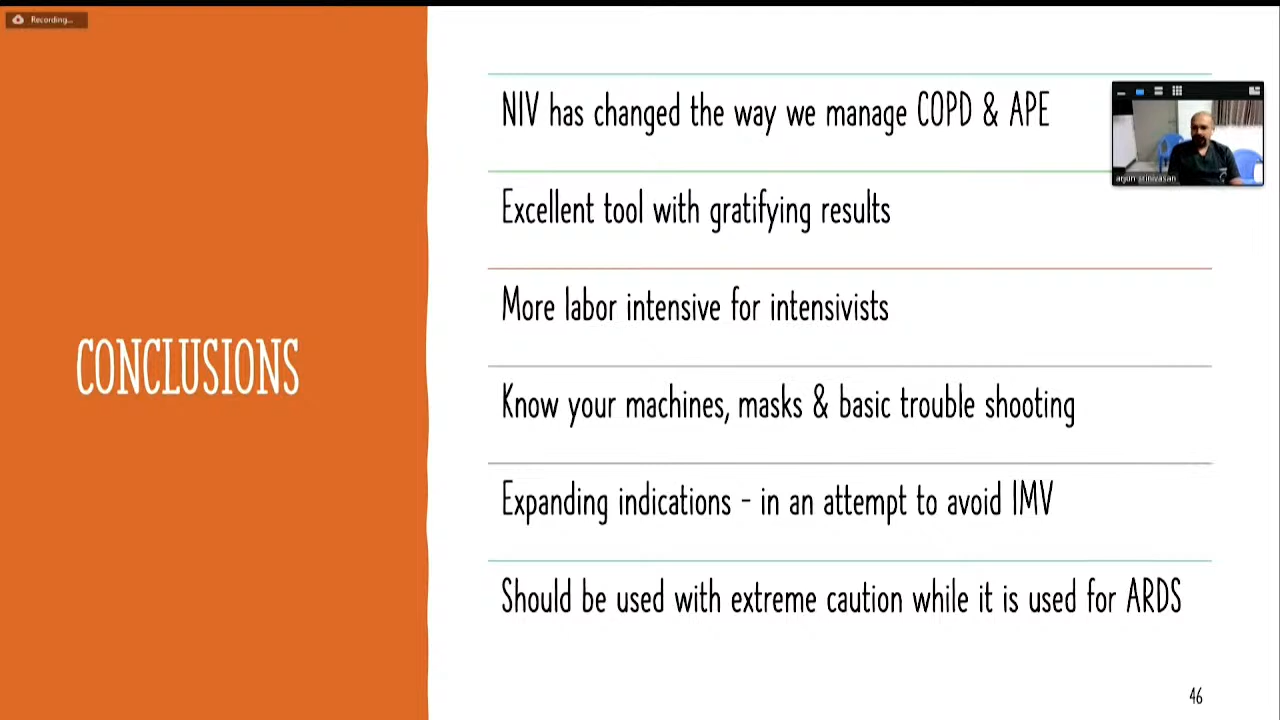 Recording...
CONCLUSIONS
NIV has changed the way we manage COPD & APE
Excellent tool with gratifying results
More labor intensive for intensivists
Know your machines, masks & basic trouble shooting
Expanding indications - in an attempt to avoid IMV
Should be used with extreme caution while it is used for ARDS
arjun srinivasan
46